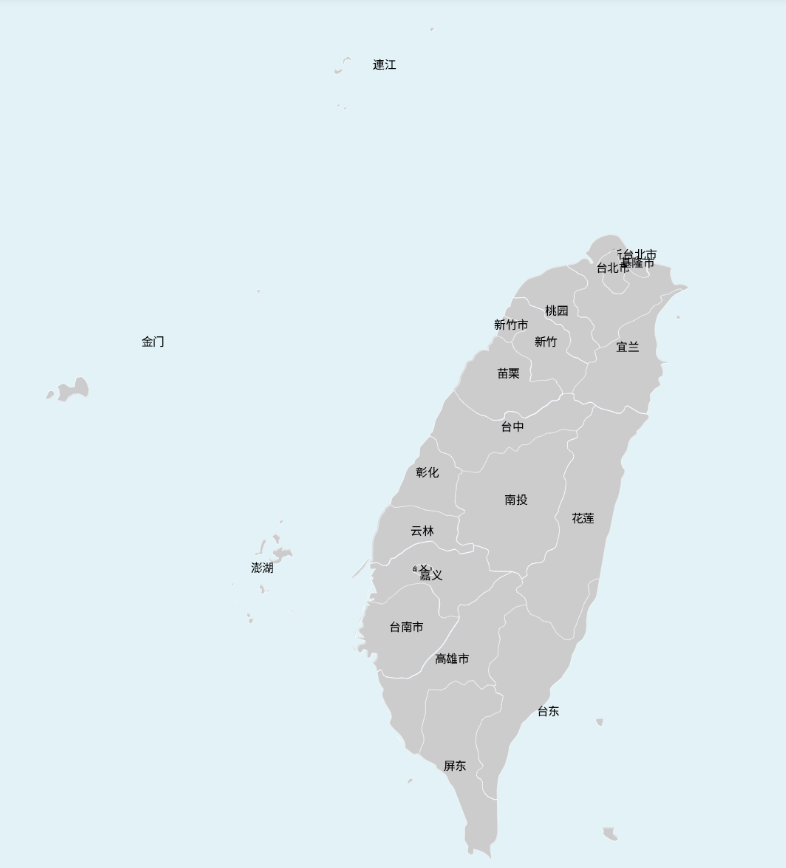 連江
台北市
基隆市
台北市
桃园
新竹市
金门
新竹
宜兰
苗栗
台中
彰化
南投
花莲
云林
澎湖
嘉义
台南市
高雄市
台东
屏东